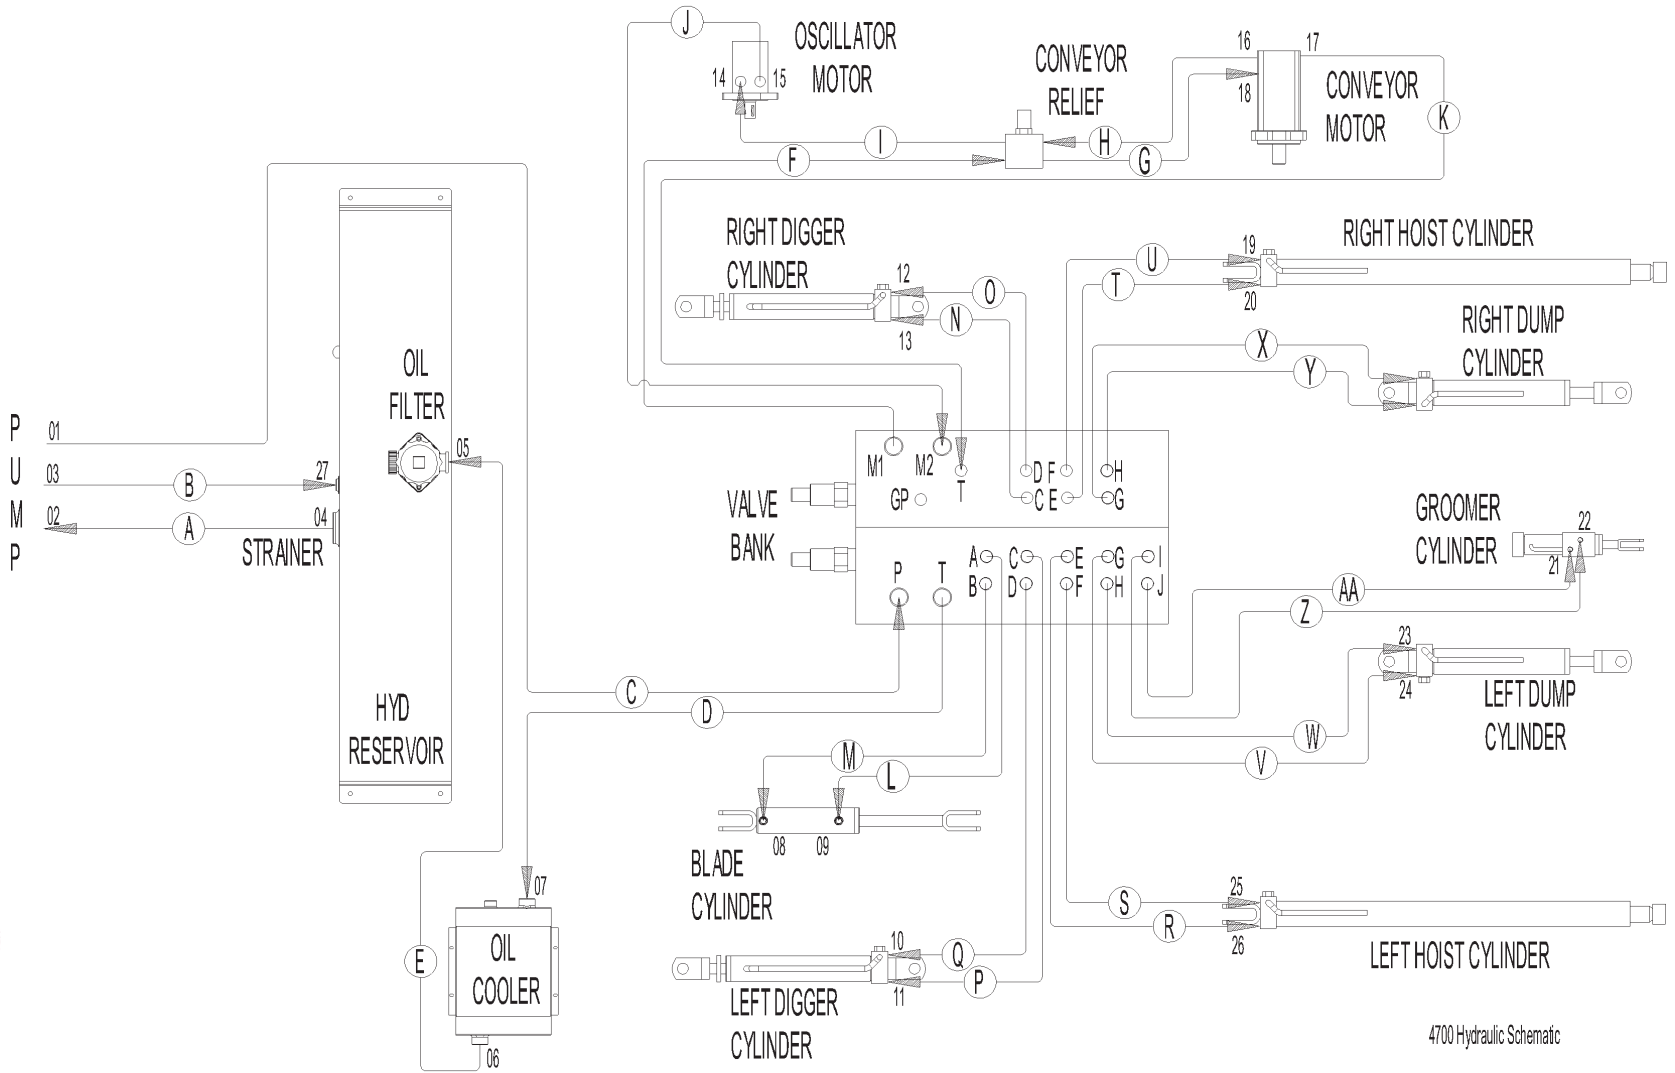 J
OSCILLATOR
MOTOR
14
15
CONVEYOR
RELIEF
16
17
18
CONVEYOR
MOTOR
K
I
H
F
G
RIGHT DIGGER
CYLINDER
12
13
O
N
U
T
19
20
RIGHT HOIST CYLINDER
X
Y
RIGHT DUMP
CYLINDER
OIL
FILTER
05
P
U
M
P
01
03
02
B
A
27
04
STRAINER
HYD
RESERVOIR
M1
M2
T
GP
D F
C E
H
G
VALVE
BANK
P
T
A
B
C
D
E
F
G
H
I
J
GROOMER
CYLINDER
22
21
AA
Z
23
24
LEFT DUMP
CYLINDER
W
V
C
D
M
L
08
09
BLADE
CYLINDER
07
E
OIL
COOLER
06
10
11
Q
P
LEFT DIGGER
CYLINDER
S
R
25
26
LEFT HOIST CYLINDER
4700 Hydraulic Schematic